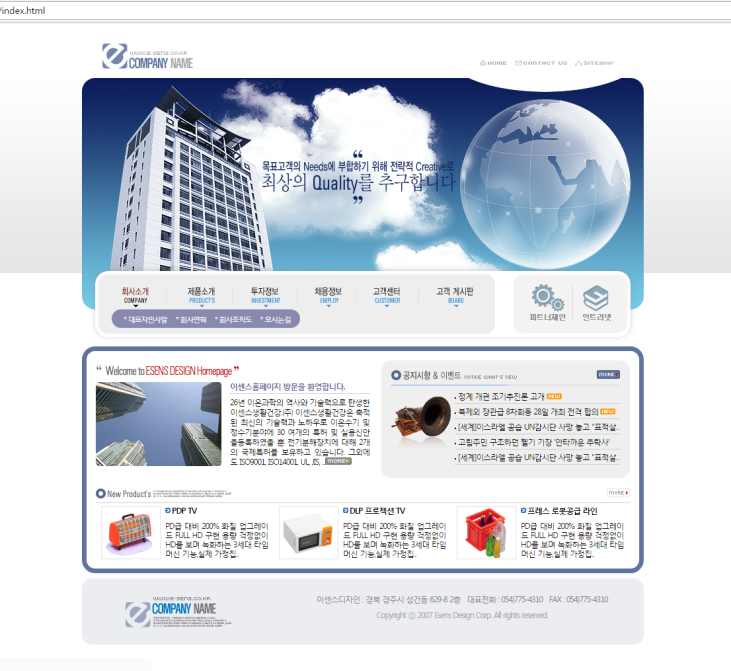 /index.html
WWW.E-SENS.CO.KR
COMPANY NAME
HOME CONTACT US SITEMAP
“
목표고객의 Needs에 부합하기 위해 전략적 Creative로
최상의 Quality를 추구합니다
”
회사소개 제품소개 투자정보 채용정보 고객센터 고객 게시판
COMPANY PRODUCT'S INVESTMENT EMPLOY CUSTOMER BOARD
파트너제안 인트라넷
* 대표자인사말 * 회사연혁 * 회사조직도 * 오시는길
“ Welcome to ESENS DESIGN Homepage ”
이센스홈페이지 방문을 환영합니다.
26년 이온과학의 역사와 기술력으로 탄생한
이센스생활건강(주) 이센스생활건강은 축적
된 최신의 기술력과 노하우로 이온수기 및
정수기분야에 30 여개의 특허 및 실용신안
출등록하였을 뿐 전기분해장치에 대해 2개
의 국제특허를 보유하고 있습니다. 그외에
도 ISO9001, ISO14001, UL, JIS, more
공지사항 & 이벤트 NOTICE WHAT'S NEW MORE
· 정계 개편 조기추진론 고개 NEW
· 북제외 장관급 8차회동 28일 개최 전격 합의 NEW
· [세계]이스라엘 공습 UN감시단 사망 놓고 "표적살..
· 고립주민 구조하던 헬기 기장 '안타까운 추락사'
· [세계]이스라엘 공습 UN감시단 사망 놓고 "표적살..
New Product's
MORE
PDP TV
PD급 대비 200% 화질 업그레이
드 FULL HD 구현 용량 걱정없이
HD를 보며 녹화하는 3세대 타임
머신 기능,실제 가정집..
DLP 프로젝션 TV
PD급 대비 200% 화질 업그레이
드 FULL HD 구현 용량 걱정없이
HD를 보며 녹화하는 3세대 타임
머신 기능,실제 가정집..
프레스 로봇공급 라인
PD급 대비 200% 화질 업그레이
드 FULL HD 구현 용량 걱정없이
HD를 보며 녹화하는 3세대 타임
머신 기능,실제 가정집..
WWW.E-SENS.CO.KR
COMPANY NAME
이센스디자인 : 경북 경주시 성건동 629-8 2층 대표전화 : 054)775-4310 FAX : 054)775-4310
Copyright ⓒ 2007 Esens Design Corp. All rights reserved.